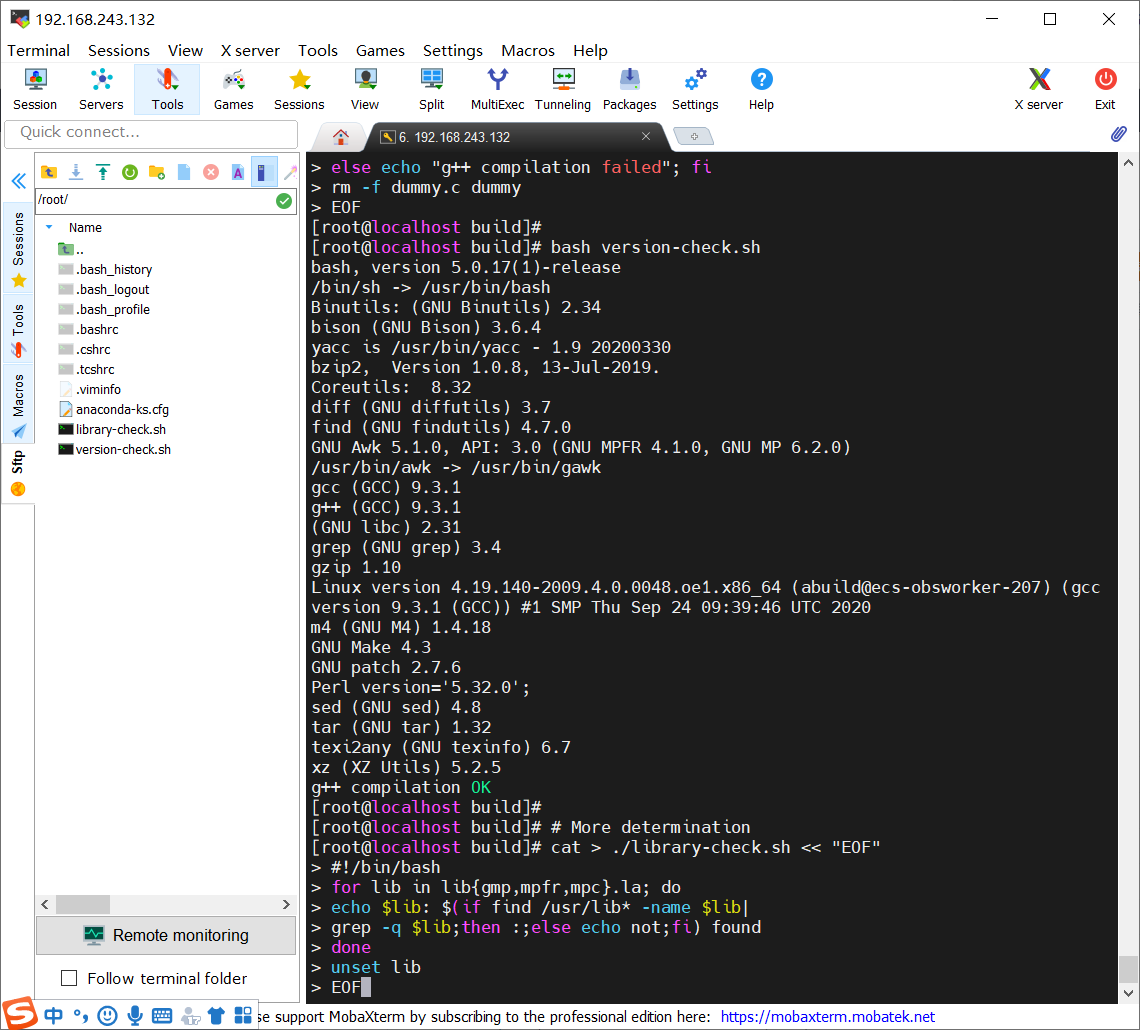 192.168.243.132
Terminal Sessions View X server Tools Games Settings Macros Help
Session Servers Tools Games Sessions View Split MultiExec Tunneling Packages Settings Help X server Exit
Quick connect...
6. 192.168.243.132
/root/
Name
..
.bash_history
.bash_logout
.bash_profile
.bashrc
.cshrc
.tcshrc
.viminfo
anaconda-ks.cfg
library-check.sh
version-check.sh
Sessions
Tools
Macros
Sftp
Remote monitoring
Follow terminal folder
> else echo "g++ compilation failed"; fi
> rm -f dummy.c dummy
> EOF
[root@localhost build]#
[root@localhost build]# bash version-check.sh
bash, version 5.0.17(1)-release
/bin/sh -> /usr/bin/bash
Binutils: (GNU Binutils) 2.34
bison (GNU Bison) 3.6.4
yacc is /usr/bin/yacc - 1.9 20200330
bzip2,  Version 1.0.8, 13-Jul-2019.
Coreutils:  8.32
diff (GNU diffutils) 3.7
find (GNU findutils) 4.7.0
GNU Awk 5.1.0, API: 3.0 (GNU MPFR 4.1.0, GNU MP 6.2.0)
/usr/bin/awk -> /usr/bin/gawk
gcc (GCC) 9.3.1
g++ (GCC) 9.3.1
(GNU libc) 2.31
grep (GNU grep) 3.4
gzip 1.10
Linux version 4.19.140-2009.4.0.0048.oe1.x86_64 (abuild@ecs-obsworker-207) (gcc
version 9.3.1 (GCC)) #1 SMP Thu Sep 24 09:39:46 UTC 2020
m4 (GNU M4) 1.4.18
GNU Make 4.3
GNU patch 2.7.6
Perl version='5.32.0';
sed (GNU sed) 4.8
tar (GNU tar) 1.32
texi2any (GNU texinfo) 6.7
xz (XZ Utils) 5.2.5
g++ compilation OK
[root@localhost build]#
[root@localhost build]# # More determination
[root@localhost build]# cat > ./library-check.sh << "EOF"
> #!/bin/bash
> for lib in lib{gmp,mpfr,mpc}.la; do
> echo $lib: $(if find /usr/lib* -name $lib|
> grep -q $lib;then :;else echo not;fi) found
> done
> unset lib
> EOF
中
se support MobaXterm by subscribing to the professional edition here: https://mobaxterm.mobatek.net